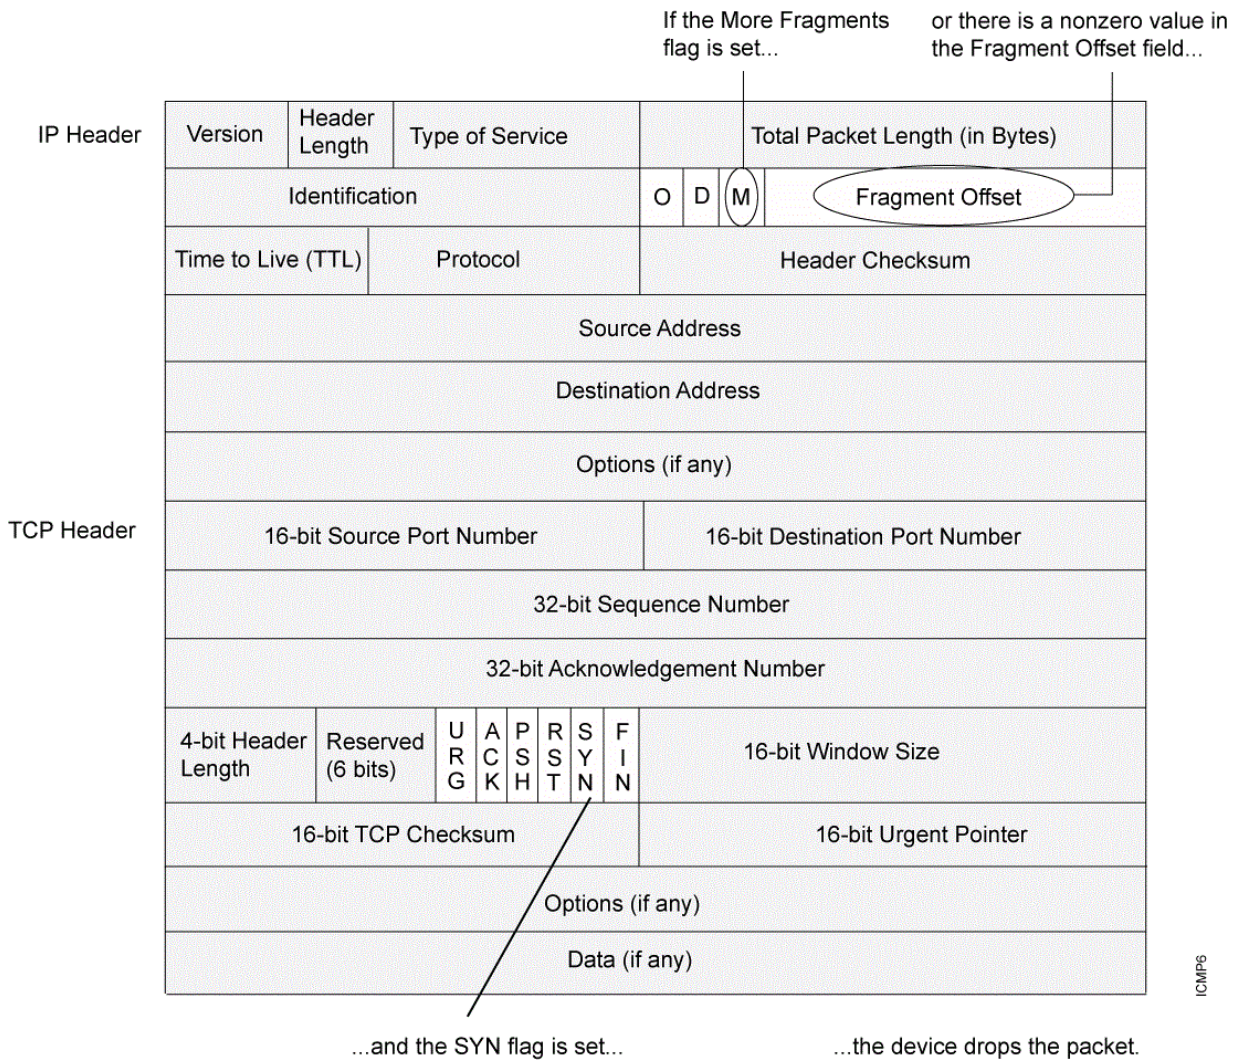 If the More Fragments
flag is set...
or there is a nonzero value in
the Fragment Offset field...
IP Header
Version
Header
Length
Type of Service
Total Packet Length (in Bytes)
Identification
O
D
M
Fragment Offset
Time to Live (TTL)
Protocol
Header Checksum
Source Address
Destination Address
Options (if any)
TCP Header
16-bit Source Port Number
16-bit Destination Port Number
32-bit Sequence Number
32-bit Acknowledgement Number
4-bit Header
Length
Reserved
(6 bits)
URG
ACK
PSH
RST
SYN
FIN
16-bit Window Size
16-bit TCP Checksum
16-bit Urgent Pointer
Options (if any)
Data (if any)
ICMP6
...and the SYN flag is set...
...the device drops the packet.